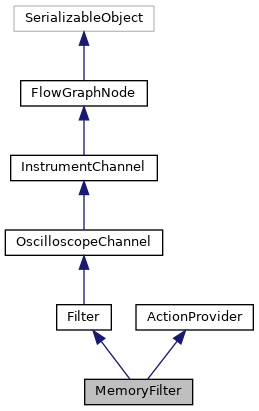 SerializableObject
FlowGraphNode
InstrumentChannel
OscilloscopeChannel
Filter
ActionProvider
MemoryFilter